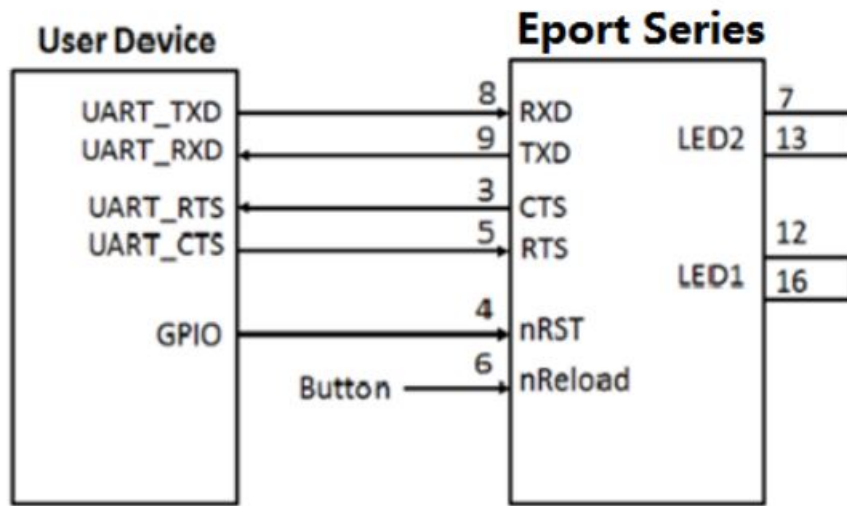 User Device
Eport Series
UART_TXD 8 RXD 7
UART_RXD 9 TXD LED2 13
UART_RTS 3 CTS
UART_CTS 5 RTS 12
LED1 16
GPIO 4 nRST
Button 6 nReload